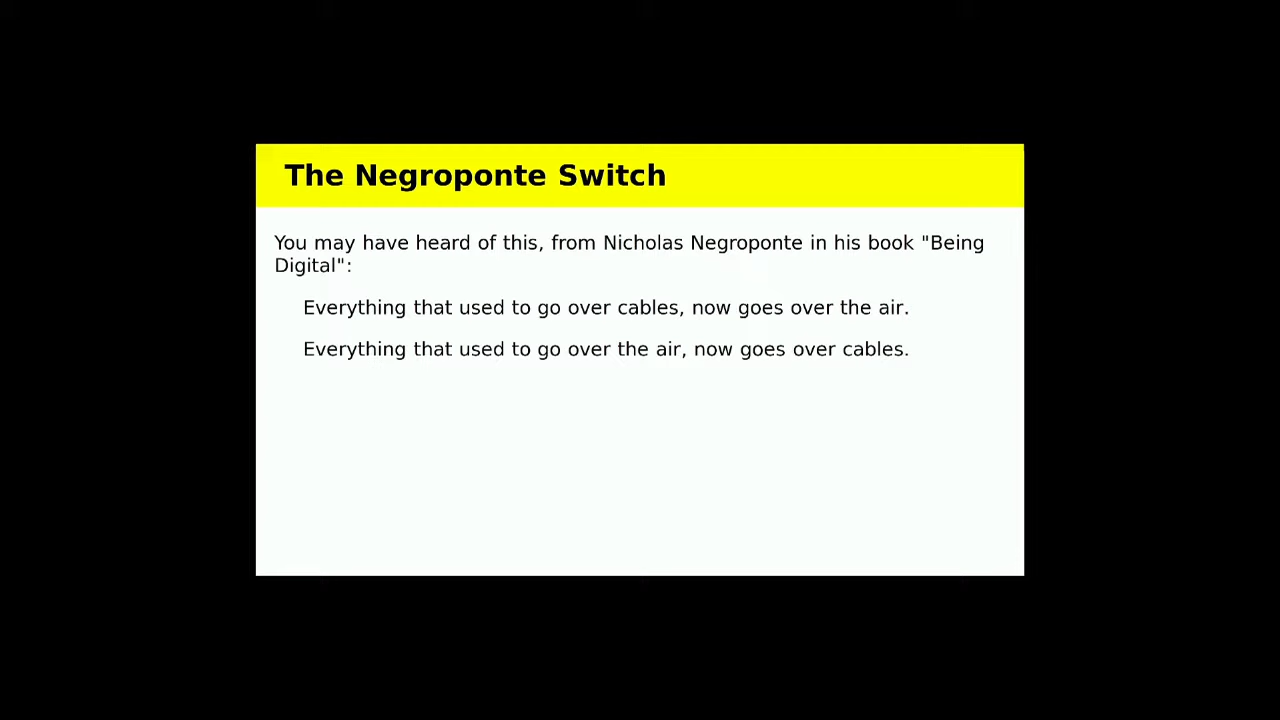 The Negroponte Switch
You may have heard of this, from Nicholas Negroponte in his book "Being
Digital":
Everything that used to go over cables, now goes over the air.
Everything that used to go over the air, now goes over cables.